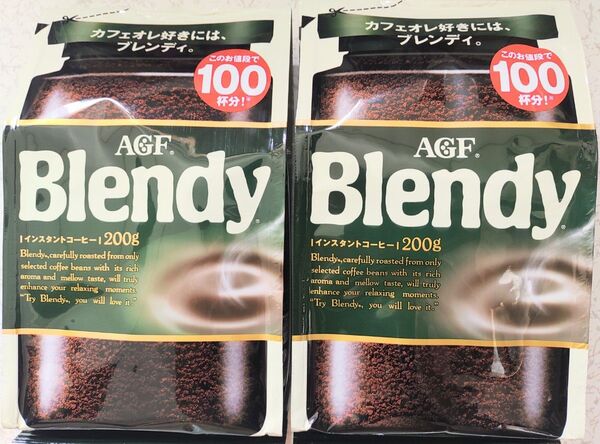 カフェオレ好きには、
ブレンディ。
このお値段で
100
杯分!*
AGF®
Blendy®
インスタントコーヒー 200g
Blendy®, carefully roasted from only
selected coffee beans with its rich
aroma and mellow taste, will truly
enhance your relaxing moments.
"Try Blendy®, you will love it."
カフェオレ好きには、
ブレンディ。
このお値段で
100
杯分!*
AGF®
Blendy®
インスタントコーヒー 200g
Blendy®, carefully roasted from only
selected coffee beans with its rich
aroma and mellow taste, will truly
enhance your relaxing moments.
"Try Blendy®, you will love it."